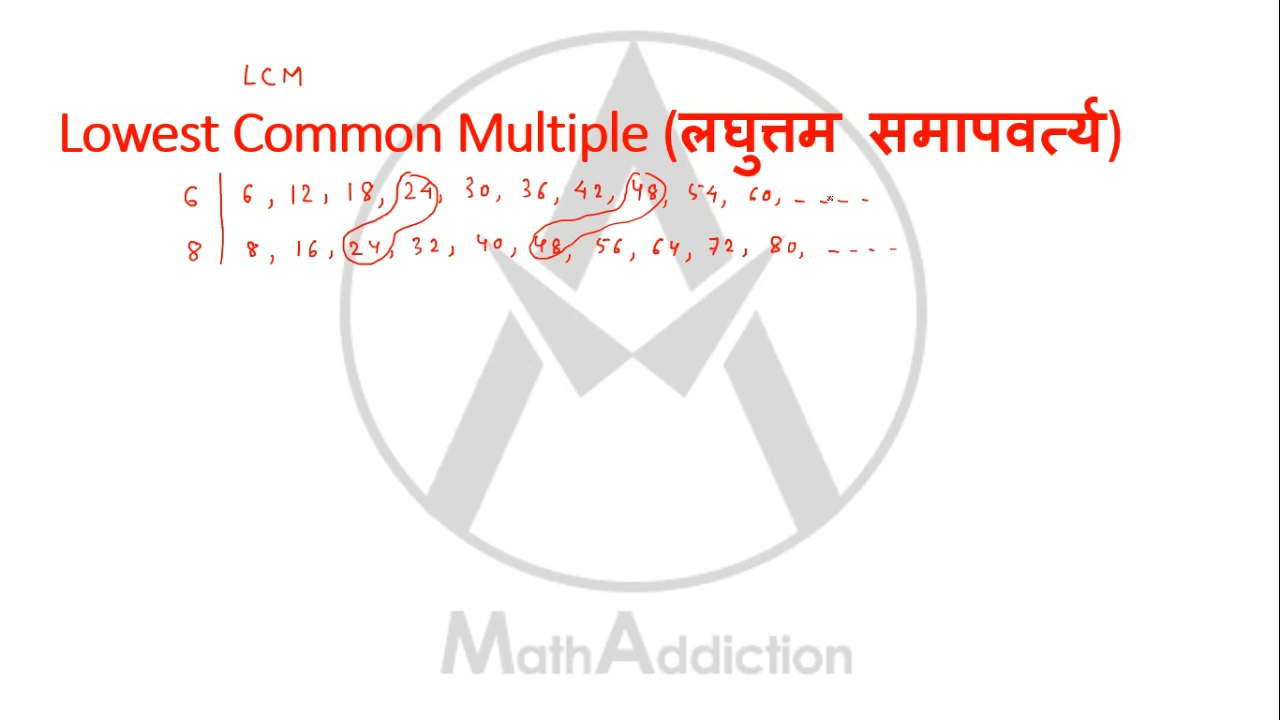 LCM
Lowest Common Multiple (लघुत्तम समापवर्त्य)
6 | 6, 12, 18, 24, 30, 36, 42, 48, 54, 60, - - - -
8 | 8, 16, 24, 32, 40, 48, 56, 64, 72, 80, - - - -
MathAddiction